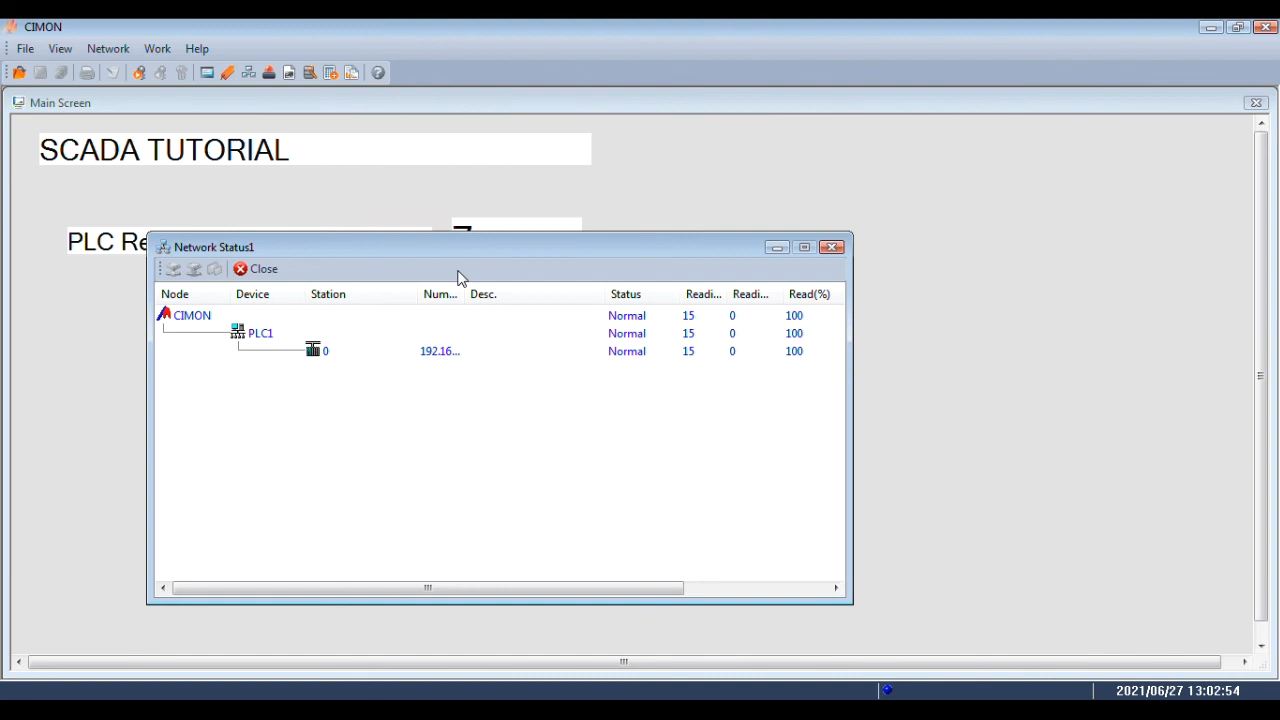 CIMON
File View Network Work Help
Main Screen
SCADA TUTORIAL
PLC Re
Network Status1
Close
Node Device Station Num... Desc. Status Readi... Readi... Read(%)
CIMON Normal 15 0 100
PLC1 Normal 15 0 100
0 192.16... Normal 15 0 100
2021/06/27 13:02:54